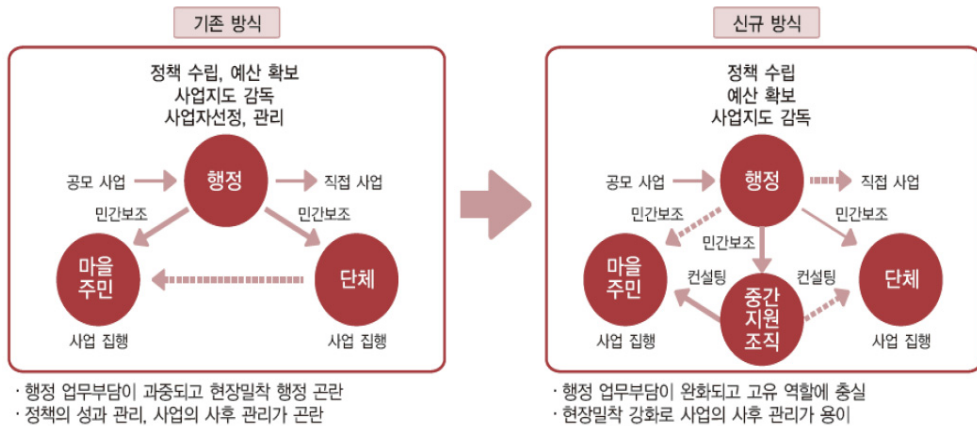 기존 방식
정책 수립, 예산 확보
사업지도 감독
사업자선정, 관리
공모 사업
행정
직접 사업
민간보조
민간보조
마을
주민
단체
사업 집행
사업 집행
· 행정 업무부담이 과중되고 현장밀착 행정 곤란
· 정책의 성과 관리, 사업의 사후 관리가 곤란
신규 방식
정책 수립
예산 확보
사업지도 감독
공모 사업
행정
직접 사업
민간보조
민간보조
민간보조
마을
주민
컨설팅
컨설팅
단체
중간
지원
조직
사업 집행
사업 집행
· 행정 업무부담이 완화되고 고유 역할에 충실
· 현장밀착 강화로 사업의 사후 관리가 용이